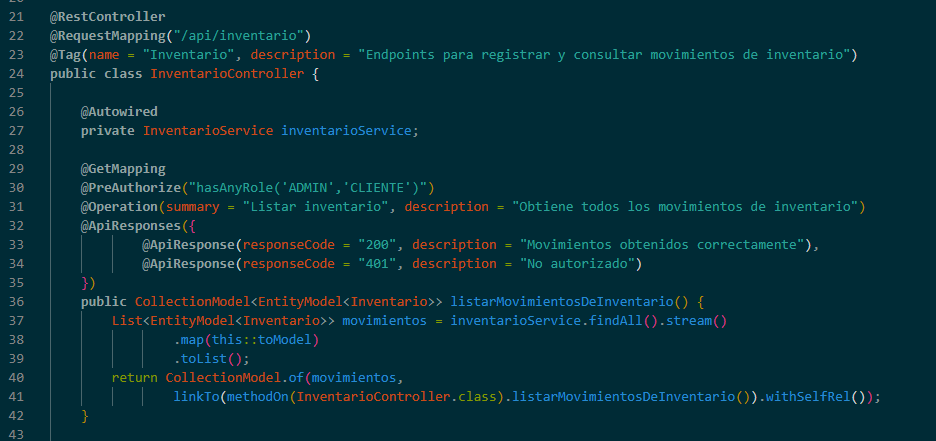 21 @RestController
22 @RequestMapping("/api/inventario")
23 @Tag(name = "Inventario", description = "Endpoints para registrar y consultar movimientos de inventario")
24 public class InventarioController {
25
26     @Autowired
27     private InventarioService inventarioService;
28
29     @GetMapping
30     @PreAuthorize("hasAnyRole('ADMIN','CLIENTE')")
31     @Operation(summary = "Listar inventario", description = "Obtiene todos los movimientos de inventario")
32     @ApiResponses({
33             @ApiResponse(responseCode = "200", description = "Movimientos obtenidos correctamente"),
34             @ApiResponse(responseCode = "401", description = "No autorizado")
35     })
36     public CollectionModel<EntityModel<Inventario>> listarMovimientosDeInventario() {
37         List<EntityModel<Inventario>> movimientos = inventarioService.findAll().stream()
38                 .map(this::toModel)
39                 .toList();
40         return CollectionModel.of(movimientos,
41                 linkTo(methodOn(InventarioController.class).listarMovimientosDeInventario()).withSelfRel());
42     }
43